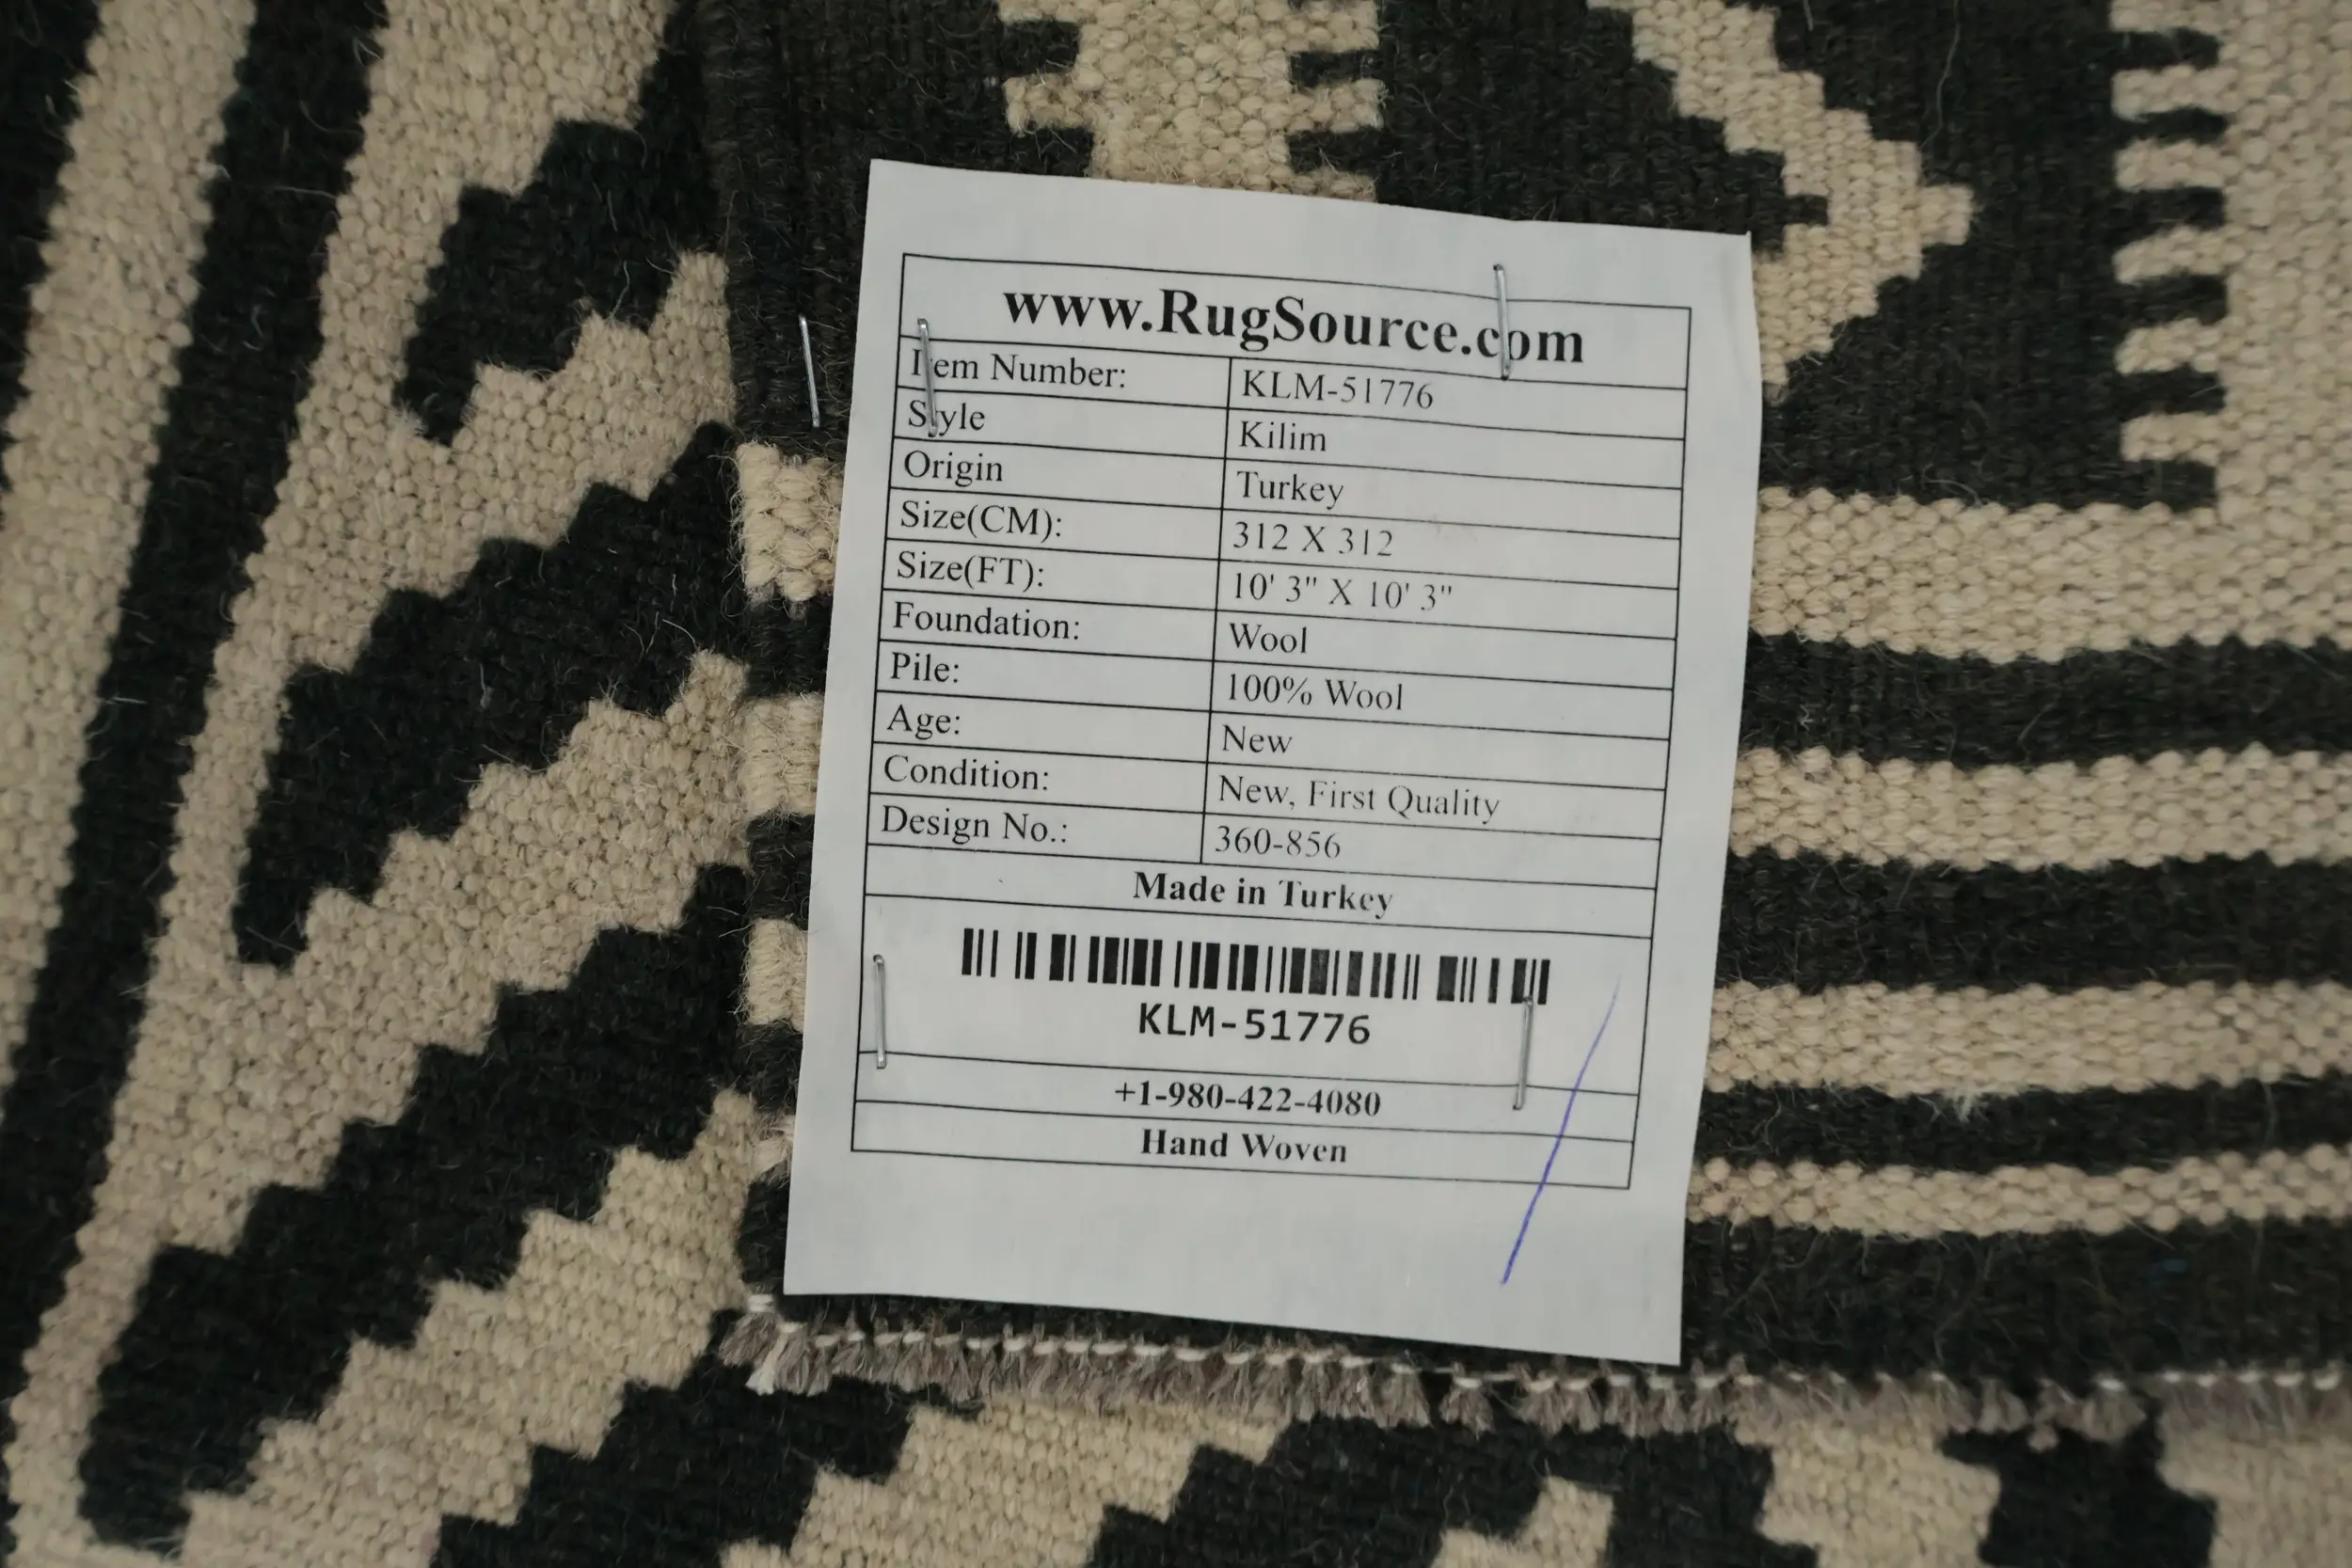 www.RugSource.com
Item Number: KLM-51776
Style Kilim
Origin Turkey
Size(CM): 312 X 312
Size(FT): 10' 3" X 10' 3"
Foundation: Wool
Pile: 100% Wool
Age: New
Condition: New, First Quality
Design No.: 360-856
Made in Turkey
KLM-51776
+1-980-422-4080
Hand Woven